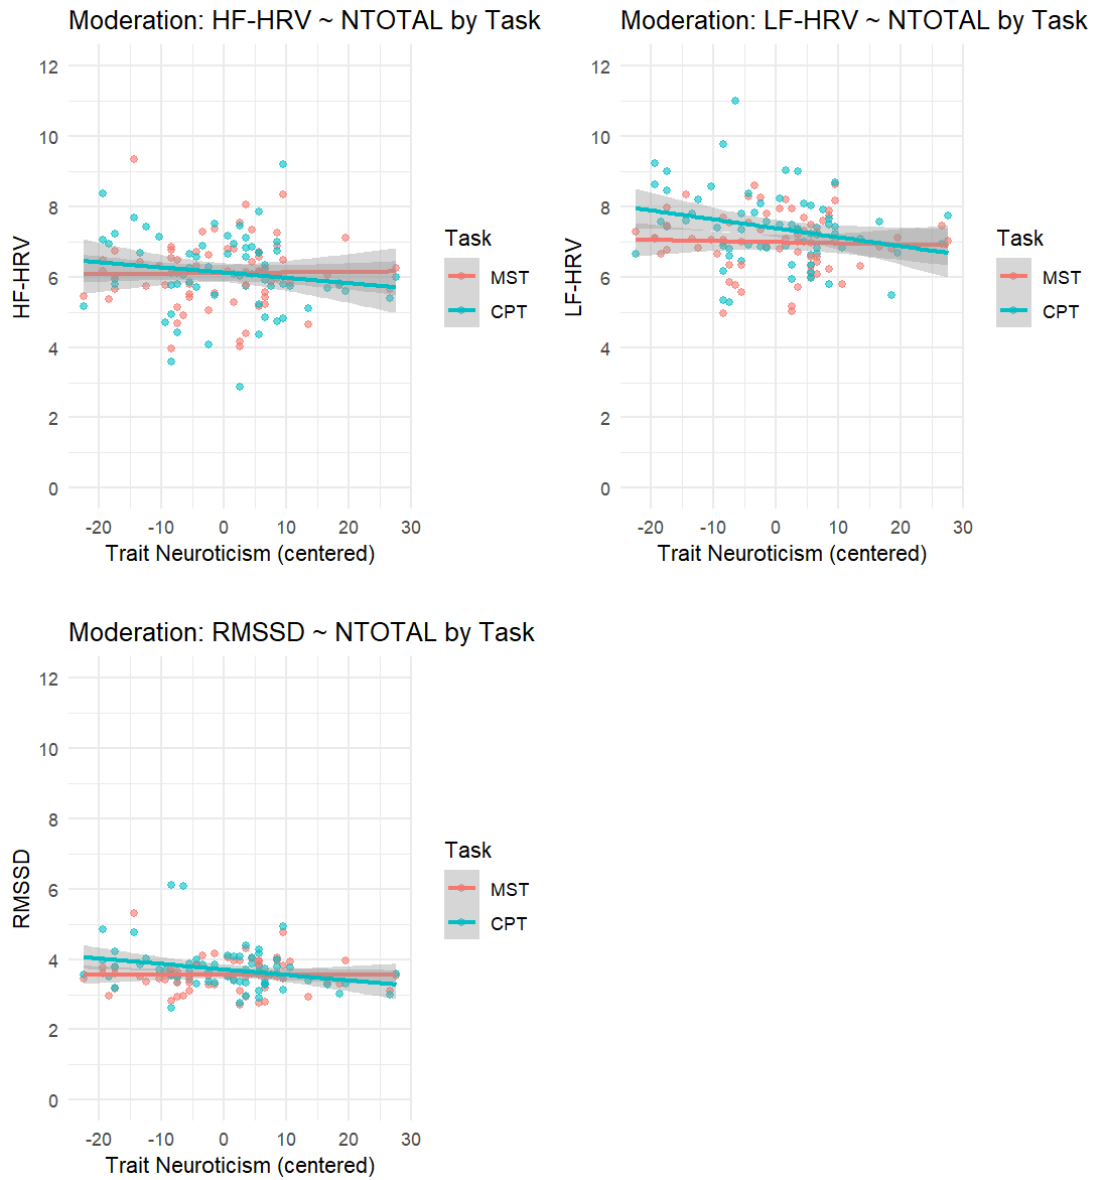 Moderation: HF-HRV ~ NTOTAL by Task
12
10
8
6
4
2
0
HF-HRV
-20 -10 0 10 20 30
Trait Neuroticism (centered)
Task
MST
CPT
Moderation: LF-HRV ~ NTOTAL by Task
12
10
8
6
4
2
0
LF-HRV
-20 -10 0 10 20 30
Trait Neuroticism (centered)
Task
MST
CPT
Moderation: RMSSD ~ NTOTAL by Task
12
10
8
6
4
2
0
RMSSD
-20 -10 0 10 20 30
Trait Neuroticism (centered)
Task
MST
CPT